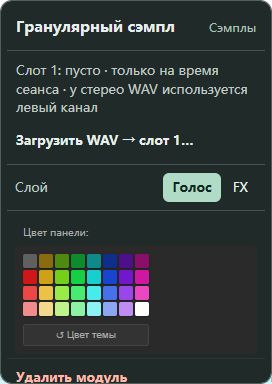 Гранулярный сэмпл
Сэмплы
Слот 1: пусто · только на время
сеанса · у стерео WAV используется
левый канал
Загрузить WAV → слот 1...
Слой
Голос
FX
Цвет панели:
↺ Цвет темы
Удалить модуль